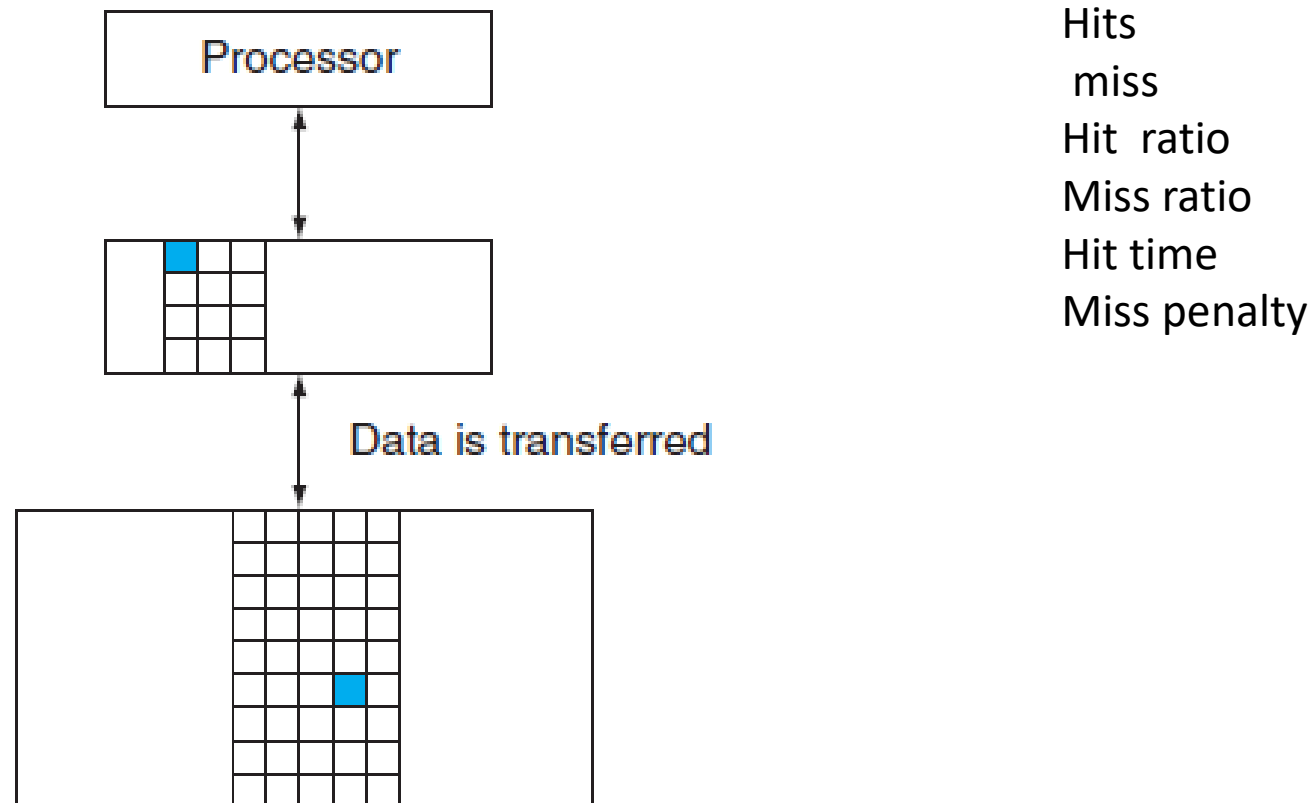 Processor
Data is transferred
Hits
miss
Hit ratio
Miss ratio
Hit time
Miss penalty